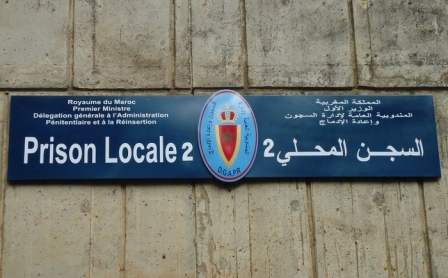 Royaume du Maroc
Premier Ministre
Délégation générale à l'Administration
Pénitentiaire et à la Réinsertion
Prison Locale 2
D.G.A.P.R
المملكة المغربية
الوزير الأول
المندوبية العامة لإدارة السجون
وإعادة الإدماج
السجن المحلي 2